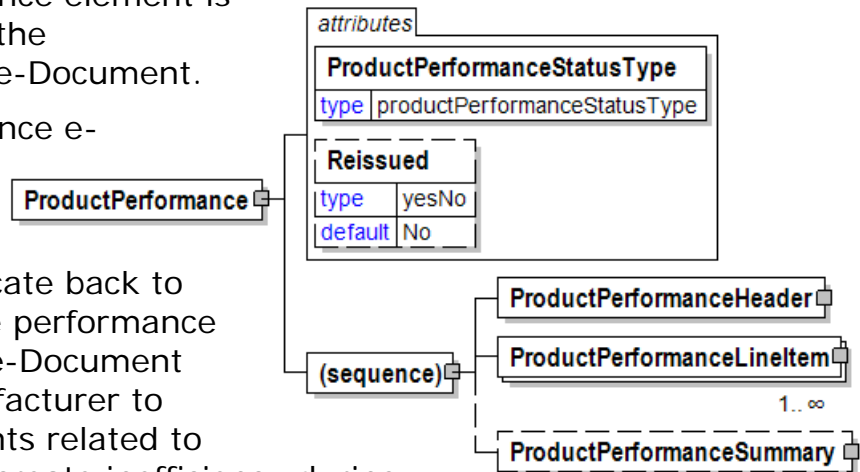 nce element is
the
e-Document.
nce e-
cate back to
e performance
e-Document
facturer to
nts related to
attributes
ProductPerformanceStatusType
type productPerformanceStatusType
Reissued
type yesNo
default No
ProductPerformance
(sequence)
ProductPerformanceHeader
ProductPerformanceLineItem
1.. ∞
ProductPerformanceSummary